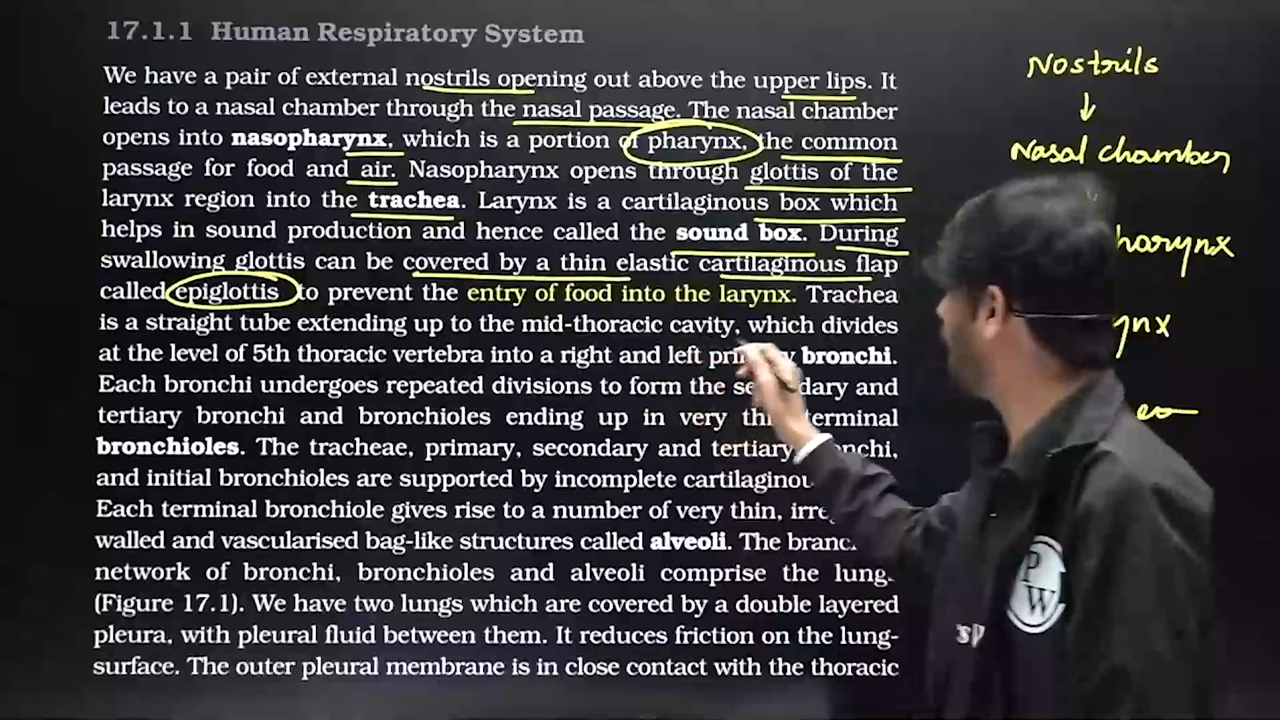 17.1.1 Human Respiratory System
We have a pair of external nostrils opening out above the upper lips. It
leads to a nasal chamber through the nasal passage. The nasal chamber
opens into nasopharynx, which is a portion of pharynx, the common
passage for food and air. Nasopharynx opens through glottis of the
larynx region into the trachea. Larynx is a cartilaginous box which
helps in sound production and hence called the sound box. During
swallowing glottis can be covered by a thin elastic cartilaginous flap
called epiglottis to prevent the entry of food into the larynx. Trachea
is a straight tube extending up to the mid-thoracic cavity, which divides
at the level of 5th thoracic vertebra into a right and left bronchi.
Each bronchi undergoes repeated divisions to form the and
tertiary bronchi and bronchioles ending up in very terminal
bronchioles. The tracheae, primary, secondary and tertiary
and initial bronchioles are supported by incomplete
Each terminal bronchiole gives rise to a number of very thin,
walled and vascularised bag-like structures called alveoli. The
network of bronchi, bronchioles and alveoli comprise the
(Figure 17.1). We have two lungs which are covered by a double layered
pleura, with pleural fluid between them. It reduces friction on the lung-
surface. The outer pleural membrane is in close contact with the thoracic
Nostrils
↓
Nasal chamber
PW